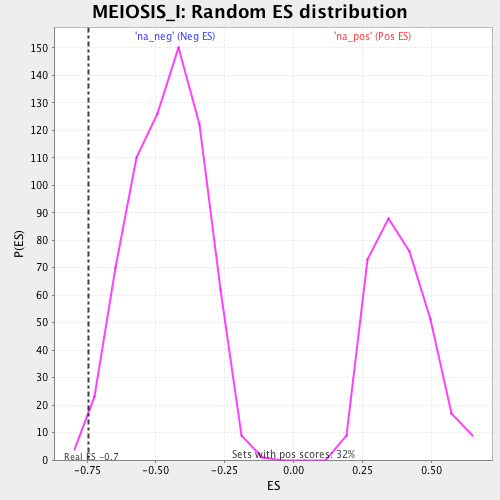 MEIOSIS_I: Random ES distribution
'na_neg' (Neg ES) 'na_pos' (Pos ES)
150
140
130
120
110
100
90
80
70
60
50
40
30
20
10
0
P(ES)
Real ES -0.7
Sets with pos scores: 32%
-0.75 -0.50 -0.25 0.00 0.25 0.50
ES